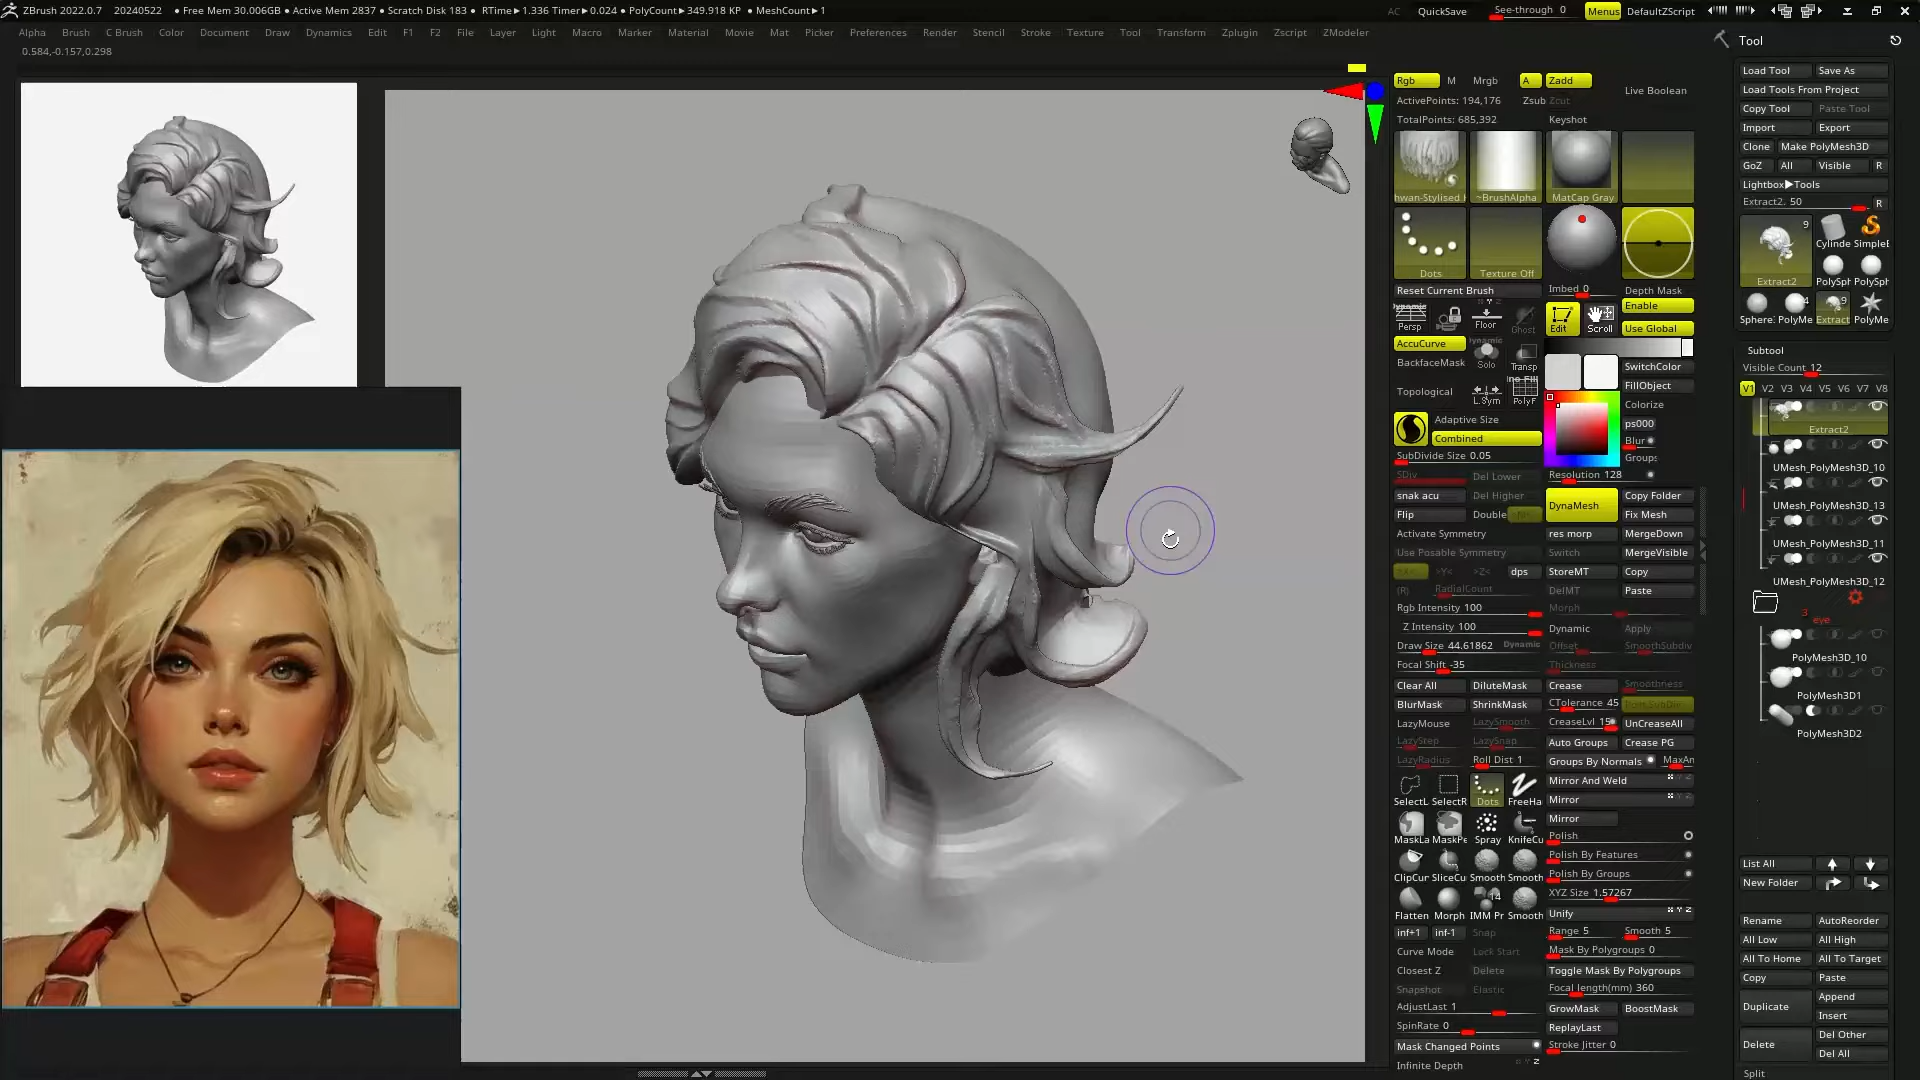 ZBrush 2022.0.7 20240522 • Free Mem 30.006GB • Active Mem 2837 • Scratch Disk 183 • RTime►1.336 Timer►0.024 • PolyCount►349.918 KP • MeshCount►1 AC QuickSave See-through 0 Menus DefaultZScript
Alpha Brush C Brush Color Document Draw Dynamics Edit F1 F2 File Layer Light Macro Marker Material Movie Mat Picker Preferences Render Stencil Stroke Texture Tool Transform Zplugin Zscript ZModeler
0.584,-0.157,0.298
Tool
Load Tool Save As
Load Tools From Project
Copy Tool Paste Tool
Import Export
Clone Make PolyMesh3D
GoZ All Visible R
Lightbox►Tools
Extract2. 50 R
9
Cylinde SimpleE
Extract2 PolySph PolySph
4 9
Sphere: PolyMe Extract PolyMe
Subtool
Visible Count 12
V1 V2 V3 V4 V5 V6 V7 V8
Extract2
UMesh_PolyMesh3D_10
UMesh_PolyMesh3D_13
UMesh_PolyMesh3D_11
UMesh_PolyMesh3D_12
3 eye
PolyMesh3D_10
PolyMesh3D1
PolyMesh3D2
List All
New Folder
Rename AutoReorder
All Low All High
All To Home All To Target
Copy Paste
Duplicate Append
Insert
Delete Del Other
Del All
Split
Rgb M Mrgb A Zadd
ActivePoints: 194,176 Zsub Zcut Live Boolean
TotalPoints: 685,392 Keyshot
hwan-Stylised ~BrushAlpha MatCap Gray
Dots Texture Off
Reset Current Brush Imbed 0 Depth Mask
Dynamic Enable
Persp Floor Ghost Edit Scroll Use Global
AccuCurve Dynamic
BackfaceMask Solo Transp SwitchColor
Topological L.Sym PolyF FillObject
Colorize
Adaptive Size ps000
Combined Blur
SubDivide Size 0.05 Groups
SDiv Del Lower Resolution 128
snak acu Del Higher DynaMesh Copy Folder
Flip Double Fix Mesh
Activate Symmetry res morp MergeDown
Use Posable Symmetry Switch MergeVisible
>X< >Y< >Z< dps StoreMT Copy
(R) RadialCount DelMT Paste
Rgb Intensity 100 Morph
Z Intensity 100 Dynamic Apply
Draw Size 44.61862 Dynamic Offset SmoothSubdiv
Focal Shift -35 Thickness
Clear All DiluteMask Crease Smoothness
BlurMask ShrinkMask CTolerance 45
LazyMouse LazySmooth CreaseLvl 15 UnCreaseAll
LazyStep LazySnap Auto Groups Crease PG
LazyRadius Roll Dist 1 Groups By Normals MaxAn
Mirror And Weld
SelectL SelectR Dots FreeHa Mirror
Mirror
MaskLa MaskPe Spray KnifeCu Polish
Polish By Features
ClipCur SliceCu Smooth Smooth Polish By Groups
XYZ Size 1.57267
14
Flatten Morph IMM Pr Smooth Unify
inf+1 inf-1 Snap Range 5 Smooth 5
Curve Mode Lock Start Mask By Polygroups 0
Closest Z Delete Toggle Mask By Polygroups
Snapshot Elastic Focal length(mm) 360
AdjustLast 1 GrowMask BoostMask
SpinRate 0 ReplayLast
Mask Changed Points Stroke Jitter 0
Infinite Depth